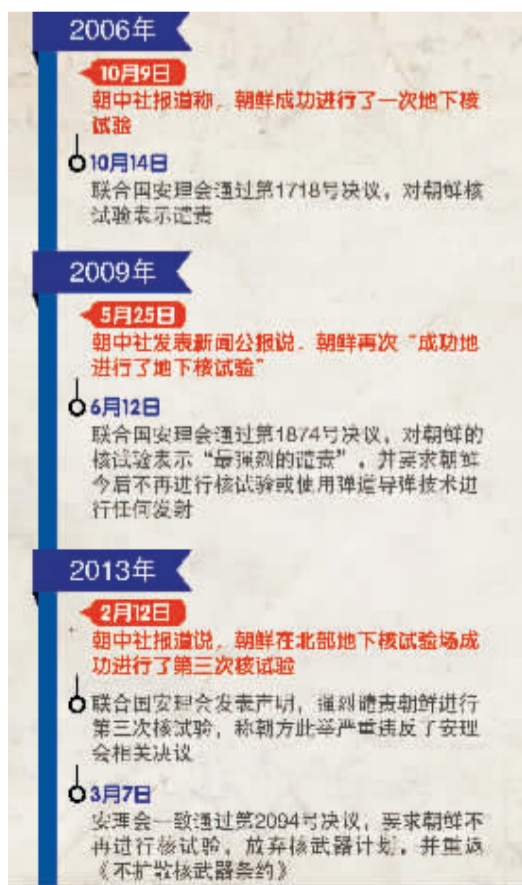 2006年
10月9日
朝中社报道称，朝鲜成功进行了一次地下核
试验
10月14日
联合国安理会通过第1718号决议，对朝鲜核
试验表示谴责
2009年
5月25日
朝中社发表新闻公报说，朝鲜再次“成功地
进行了地下核试验”
6月12日
联合国安理会通过第1874号决议，对朝鲜的
核试验表示“最强烈的谴责”，并要求朝鲜
今后不再进行核试验或使用弹道导弹技术进
行任何发射
2013年
2月12日
朝中社报道说，朝鲜在北部地下核试验场成
功进行了第三次核试验
联合国安理会发表声明，强烈谴责朝鲜进行
第三次核试验，称朝方此举严重违反了安理
会相关决议
3月7日
安理会一致通过第2094号决议，要求朝鲜不
再进行核试验，放弃核武器计划，并重返
《不扩散核武器条约》